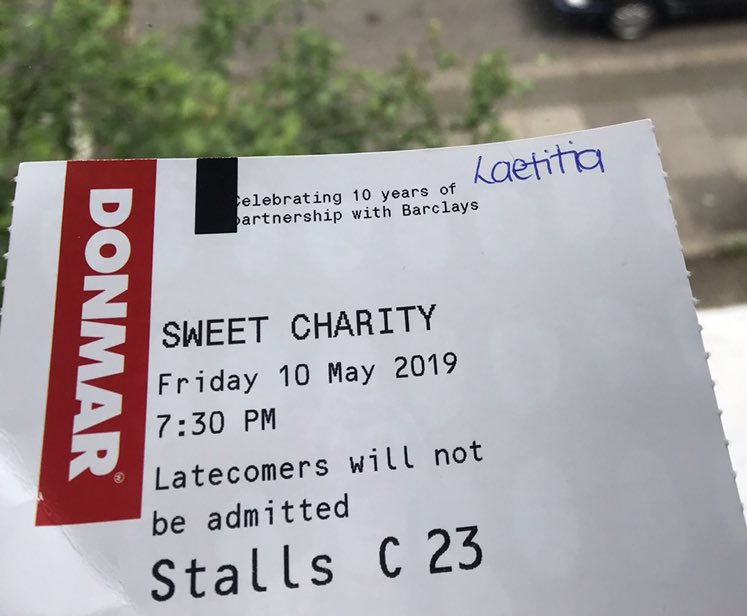 Laetitia
Celebrating 10 years of
partnership with Barclays
DONMAR®
SWEET CHARITY
Friday 10 May 2019
7:30 PM
Latecomers will not
be admitted
Stalls C 23